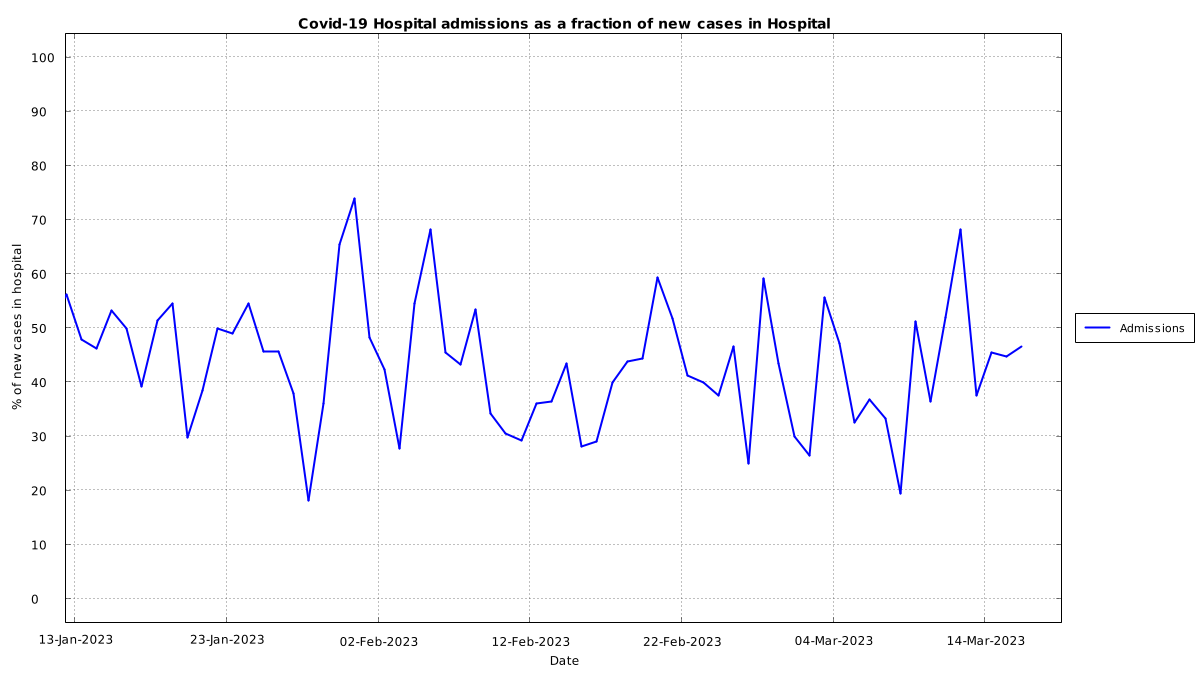 Covid-19 Hospital admissions as a fraction of new cases in Hospital
% of new cases in hospital
100
90
80
70
60
50
40
30
20
10
0
13-Jan-2023 23-Jan-2023 02-Feb-2023 12-Feb-2023 22-Feb-2023 04-Mar-2023 14-Mar-2023
Date
Admissions